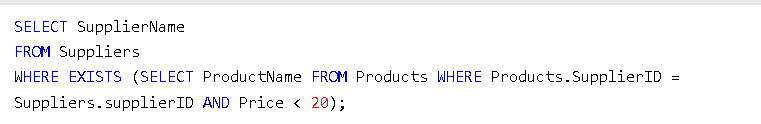 SELECT SupplierName
FROM Suppliers
WHERE EXISTS (SELECT ProductName FROM Products WHERE Products.SupplierID =
Suppliers.supplierID AND Price < 20);